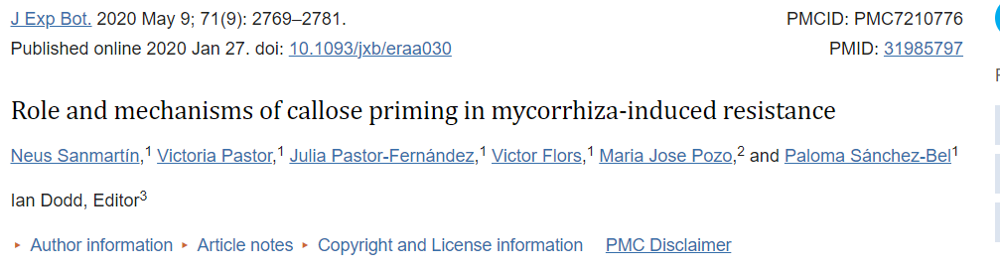 J Exp Bot. 2020 May 9; 71(9): 2769–2781. PMCID: PMC7210776
Published online 2020 Jan 27. doi: 10.1093/jxb/eraa030 PMID: 31985797
Role and mechanisms of callose priming in mycorrhiza-induced resistance
Neus Sanmartín,1 Victoria Pastor,1 Julia Pastor-Fernández,1 Victor Flors,1 Maria Jose Pozo,2 and Paloma Sánchez-Bel1
Ian Dodd, Editor3
▸ Author information ▸ Article notes ▸ Copyright and License information PMC Disclaimer